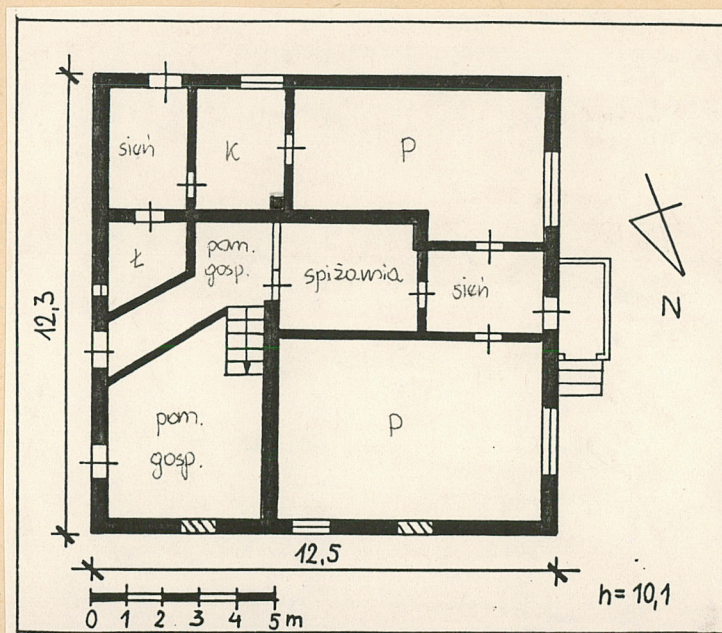 sień
K
P
Ł
pom.
gosp.
spiżarnia
sień
12,3
N
pom.
gosp.
P
12,5
h= 10,1
0 1 2 3 4 5 m